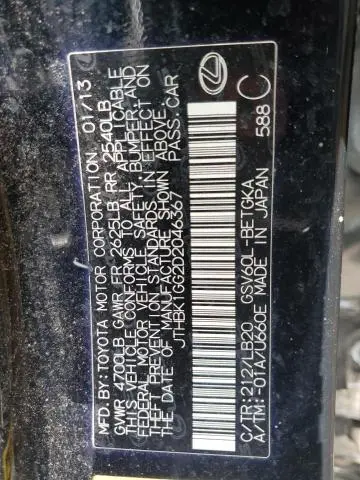 MFD. BY: TOYOTA MOTOR CORPORATION 01/13
GVWR 4700LB GAWR FR 2625LB RR 2540LB
THIS VEHICLE CONFORMS TO ALL APPLICABLE
FEDERAL MOTOR VEHICLE SAFETY, BUMPER, AND
THEFT PREVENTION STANDARDS IN EFFECT ON
THE DATE OF MANUFACTURE SHOWN ABOVE.
JTHBK1GG2D2046367 PASS. CAR
C/TR:212/LB20 GSV60L-BETGKA
A/TM:-01A/U660E MADE IN JAPAN
588 C